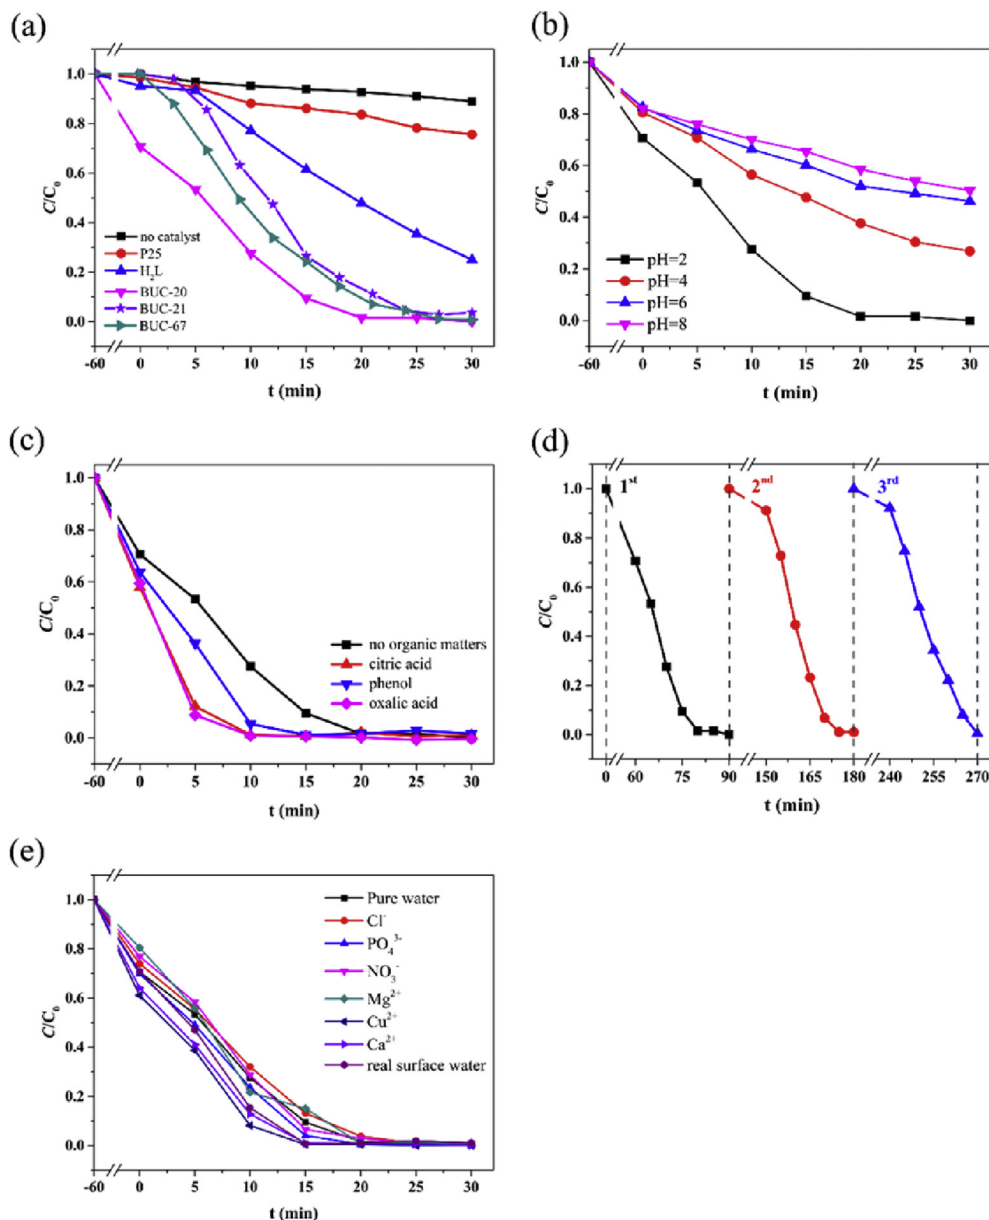 (a)
C/C₀
1.0
0.8
0.6
0.4
0.2
0.0
no catalyst
P25
H₂L
BUC-20
BUC-21
BUC-67
-60 0 5 10 15 20 25 30
t (min)
(b)
C/C₀
1.0
0.8
0.6
0.4
0.2
0.0
pH=2
pH=4
pH=6
pH=8
-60 0 5 10 15 20 25 30
t (min)
(c)
C/C₀
1.0
0.8
0.6
0.4
0.2
0.0
no organic matters
citric acid
phenol
oxalic acid
-60 0 5 10 15 20 25 30
t (min)
(d)
C/C₀
1.0
0.8
0.6
0.4
0.2
0.0
1ˢᵗ 2ⁿᵈ 3ʳᵈ
0 60 75 90 150 165 180 240 255 270
t (min)
(e)
C/C₀
1.0
0.8
0.6
0.4
0.2
0.0
Pure water
Cl⁻
PO₄³⁻
NO₃⁻
Mg²⁺
Cu²⁺
Ca²⁺
real surface water
-60 0 5 10 15 20 25 30
t (min)